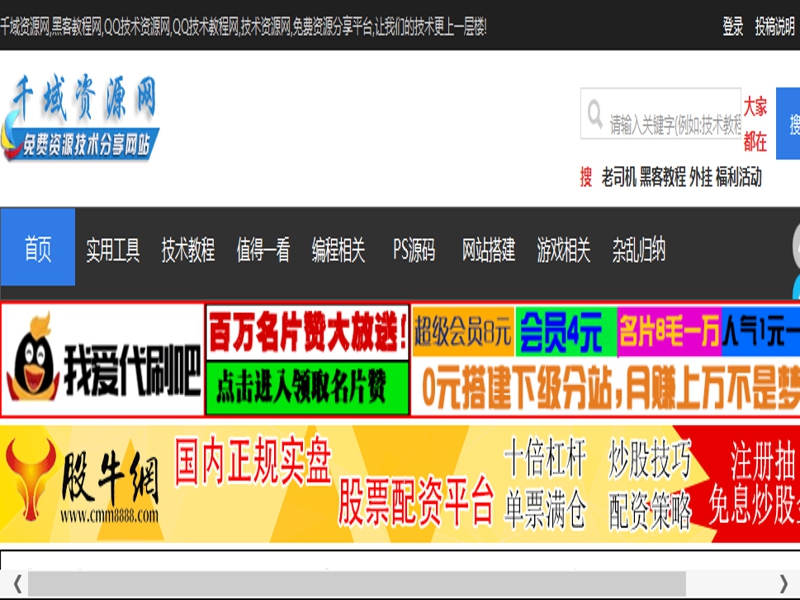 千域资源网,黑客教程网,QQ技术资源网,QQ技术教程网,技术资源网,免费资源分享平台,让我们的技术更上一层楼!
登录 投稿说明
千域资源网
免费资源技术分享网站
请输入关键字(例如:技术教程
大家
都在
搜
搜 老司机 黑客教程 外挂 福利活动
首页 实用工具 技术教程 值得一看 编程相关 PS源码 网站搭建 游戏相关 杂乱归纳
我爱代刷吧
百万名片赞大放送!
点击进入领取名片赞
超级会员8元 会员4元 名片8毛一万 人气1元一
0元搭建下级分站,月赚上万不是梦
股牛網
www.cmm8888.com
国内正规实盘
股票配资平台
十倍杠杆 炒股技巧
单票满仓 配资策略
注册抽
免息炒股